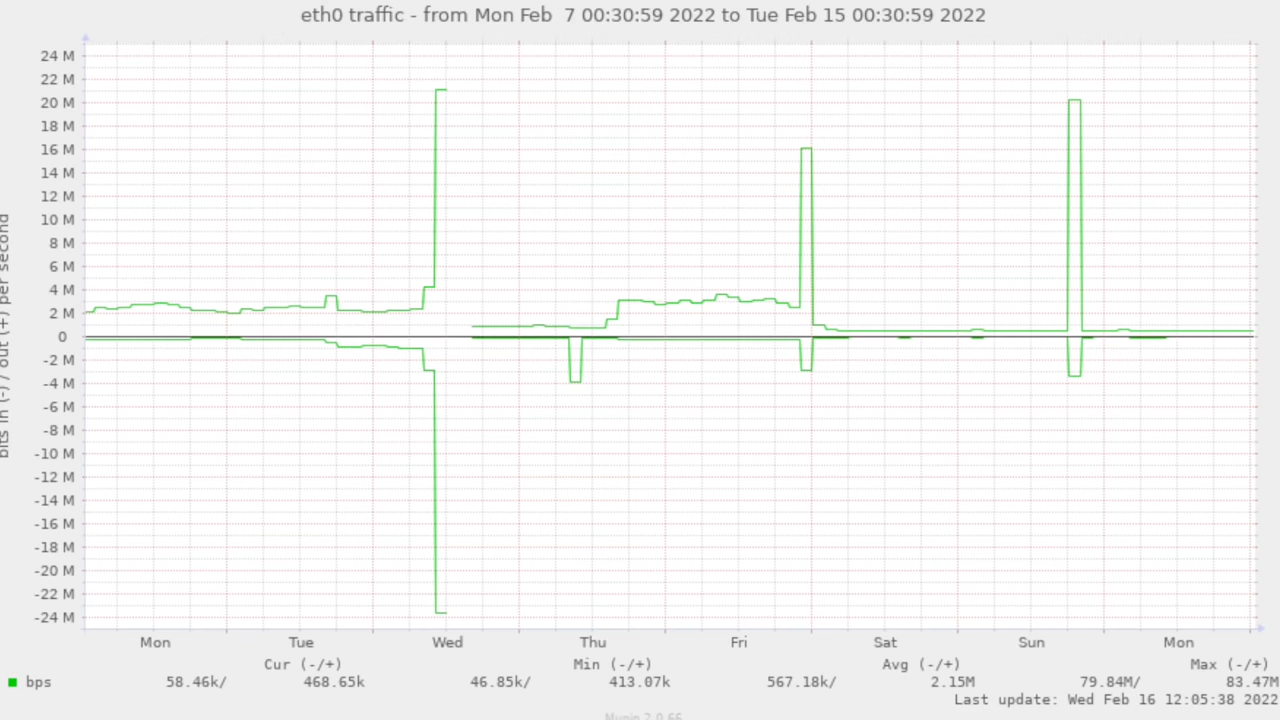 eth0 traffic - from Mon Feb  7 00:30:59 2022 to Tue Feb 15 00:30:59 2022
24 M
22 M
20 M
18 M
16 M
14 M
12 M
10 M
8 M
6 M
4 M
2 M
0
-2 M
-4 M
-6 M
-8 M
-10 M
-12 M
-14 M
-16 M
-18 M
-20 M
-22 M
-24 M
bits in (-) / out (+) per second
Mon Tue Wed Thu Fri Sat Sun Mon
Cur (-/+) Min (-/+) Avg (-/+) Max (-/+)
bps 58.46k/ 468.65k 46.85k/ 413.07k 567.18k/ 2.15M 79.84M/ 83.47M
Last update: Wed Feb 16 12:05:38 2022